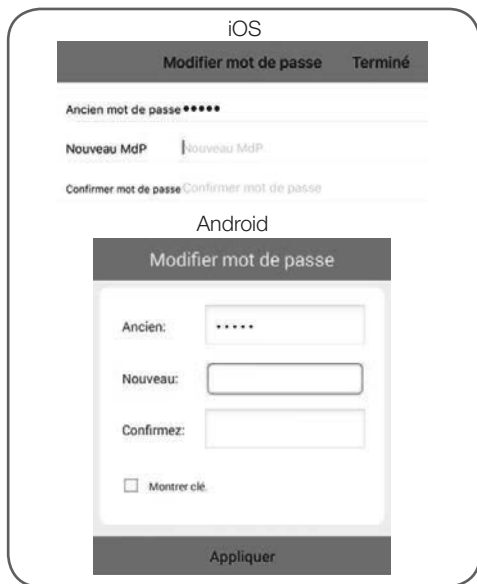 iOS
Modifier mot de passe Terminé
Ancien mot de passe •••••
Nouveau MdP Nouveau MdP
Confirmer mot de passe Confirmer mot de passe
Android
Modifier mot de passe
Ancien: •••••
Nouveau:
Confirmez:
Montrer clé.
Appliquer